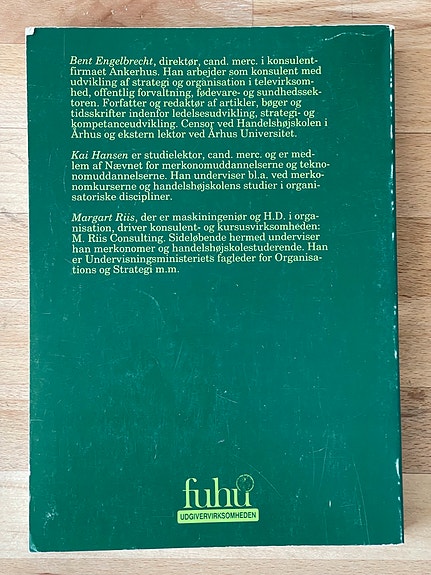 Bent Engelbrecht, direktør, cand. merc. i konsulent-
firmaet Ankerhus. Han arbejder som konsulent med
udvikling af strategi og organisation i televirksom-
hed, offentlig forvaltning, fødevare- og sundhedssek-
toren. Forfatter og redaktør af artikler, bøger og
tidsskrifter indenfor ledelsesudvikling, strategi- og
kompetanceudvikling. Censor ved Handelshøjskolen i
Århus og ekstern lektor ved Århus Universitet.
Kai Hansen er studielektor, cand. merc. og er med-
lem af Nævnet for merkonomuddannelserne og tekno-
nomuddannelserne. Han underviser bl.a. ved merko-
nomkurserne og handelshøjskolens studier i organi-
satoriske discipliner.
Margart Riis, der er maskiningeniør og H.D. i orga-
nisation, driver konsulent- og kursusvirksomheden:
M. Riis Consulting. Sideløbende hermed underviser
han merkonomer og handelshøjskolestuderende. Han
er Undervisningsministeriets fagleder for Organisa-
tions og Strategi m.m.
fuhu
UDGIVERVIRKSOMHEDEN